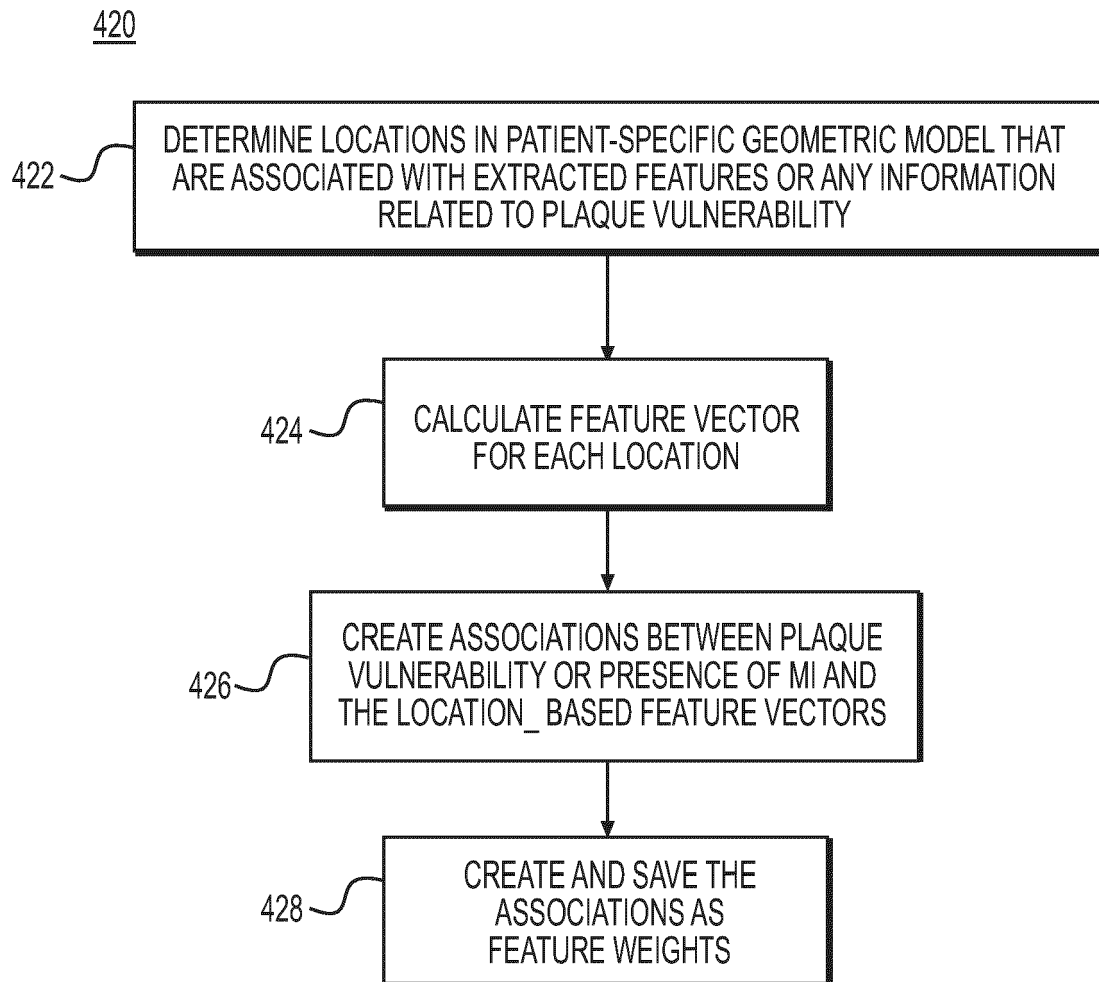 420
422
DETERMINE LOCATIONS IN PATIENT-SPECIFIC GEOMETRIC MODEL THAT
ARE ASSOCIATED WITH EXTRACTED FEATURES OR ANY INFORMATION
RELATED TO PLAQUE VULNERABILITY
424
CALCULATE FEATURE VECTOR
FOR EACH LOCATION
426
CREATE ASSOCIATIONS BETWEEN PLAQUE
VULNERABILITY OR PRESENCE OF MI AND
THE LOCATION_ BASED FEATURE VECTORS
428
CREATE AND SAVE THE
ASSOCIATIONS AS
FEATURE WEIGHTS